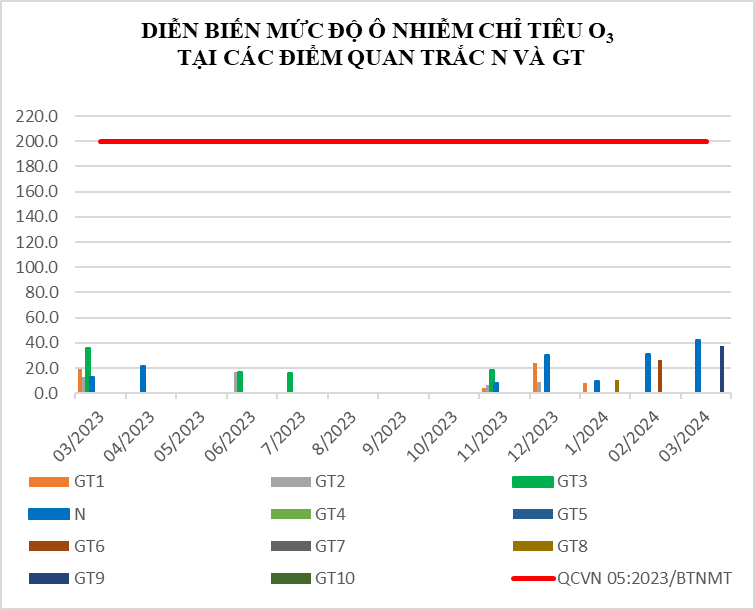 DIỄN BIẾN MỨC ĐỘ Ô NHIỄM CHỈ TIÊU O₃
TẠI CÁC ĐIỂM QUAN TRẮC N VÀ GT
220.0
200.0
180.0
160.0
140.0
120.0
100.0
80.0
60.0
40.0
20.0
0.0
03/2023 04/2023 05/2023 06/2023 7/2023 8/2023 9/2023 10/2023 11/2023 12/2023 1/2024 02/2024 03/2024
GT1 GT2 GT3
N GT4 GT5
GT6 GT7 GT8
GT9 GT10 QCVN 05:2023/BTNMT